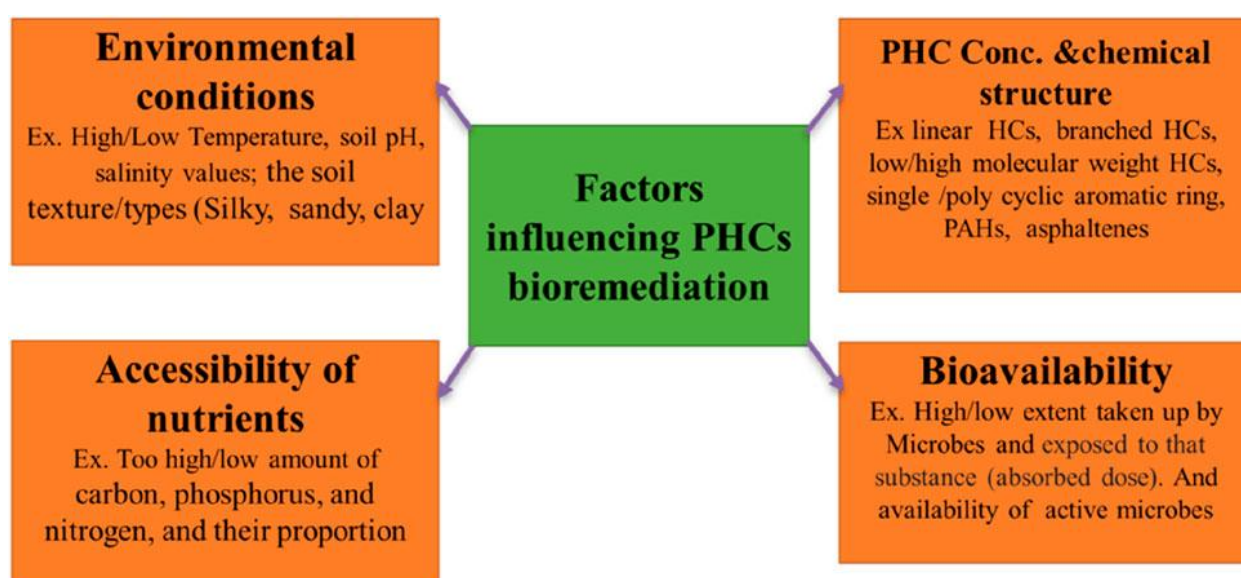 Environmental
conditions
Ex. High/Low Temperature, soil pH,
salinity values; the soil
texture/types (Silky, sandy, clay
PHC Conc. &chemical
structure
Ex linear HCs, branched HCs,
low/high molecular weight HCs,
single /poly cyclic aromatic ring,
PAHs, asphaltenes
Factors
influencing PHCs
bioremediation
Accessibility of
nutrients
Ex. Too high/low amount of
carbon, phosphorus, and
nitrogen, and their proportion
Bioavailability
Ex. High/low extent taken up by
Microbes and exposed to that
substance (absorbed dose). And
availability of active microbes